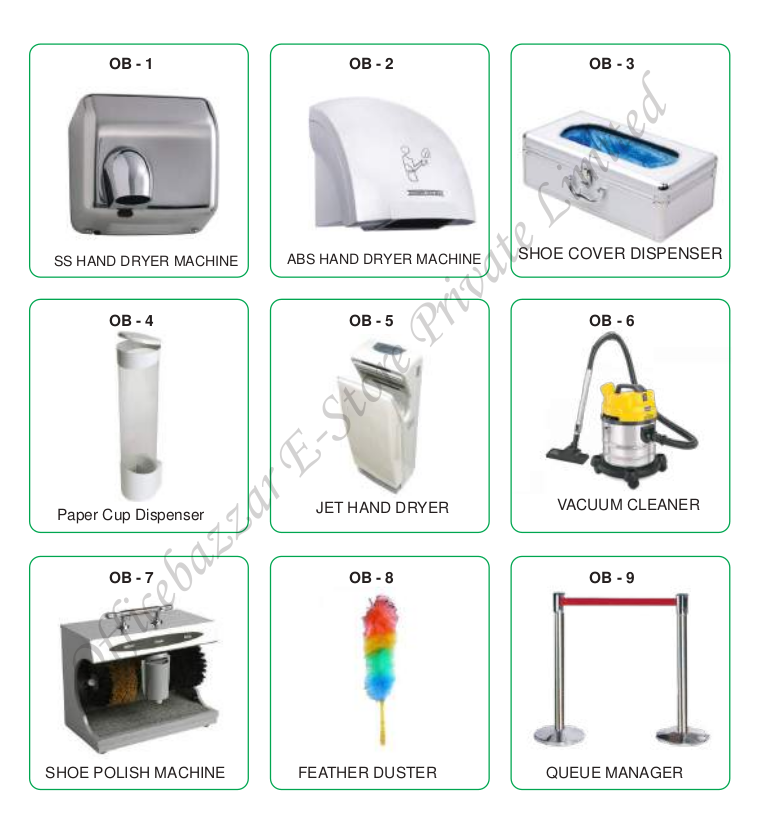 OB - 1
OB - 2
OB - 3
SS HAND DRYER MACHINE
ABS HAND DRYER MACHINE
SHOE COVER DISPENSER
OB - 4
OB - 5
OB - 6
Paper Cup Dispenser
JET HAND DRYER
VACUUM CLEANER
OB - 7
OB - 8
OB - 9
SHOE POLISH MACHINE
FEATHER DUSTER
QUEUE MANAGER
Officebazzar E-Store Private Limited